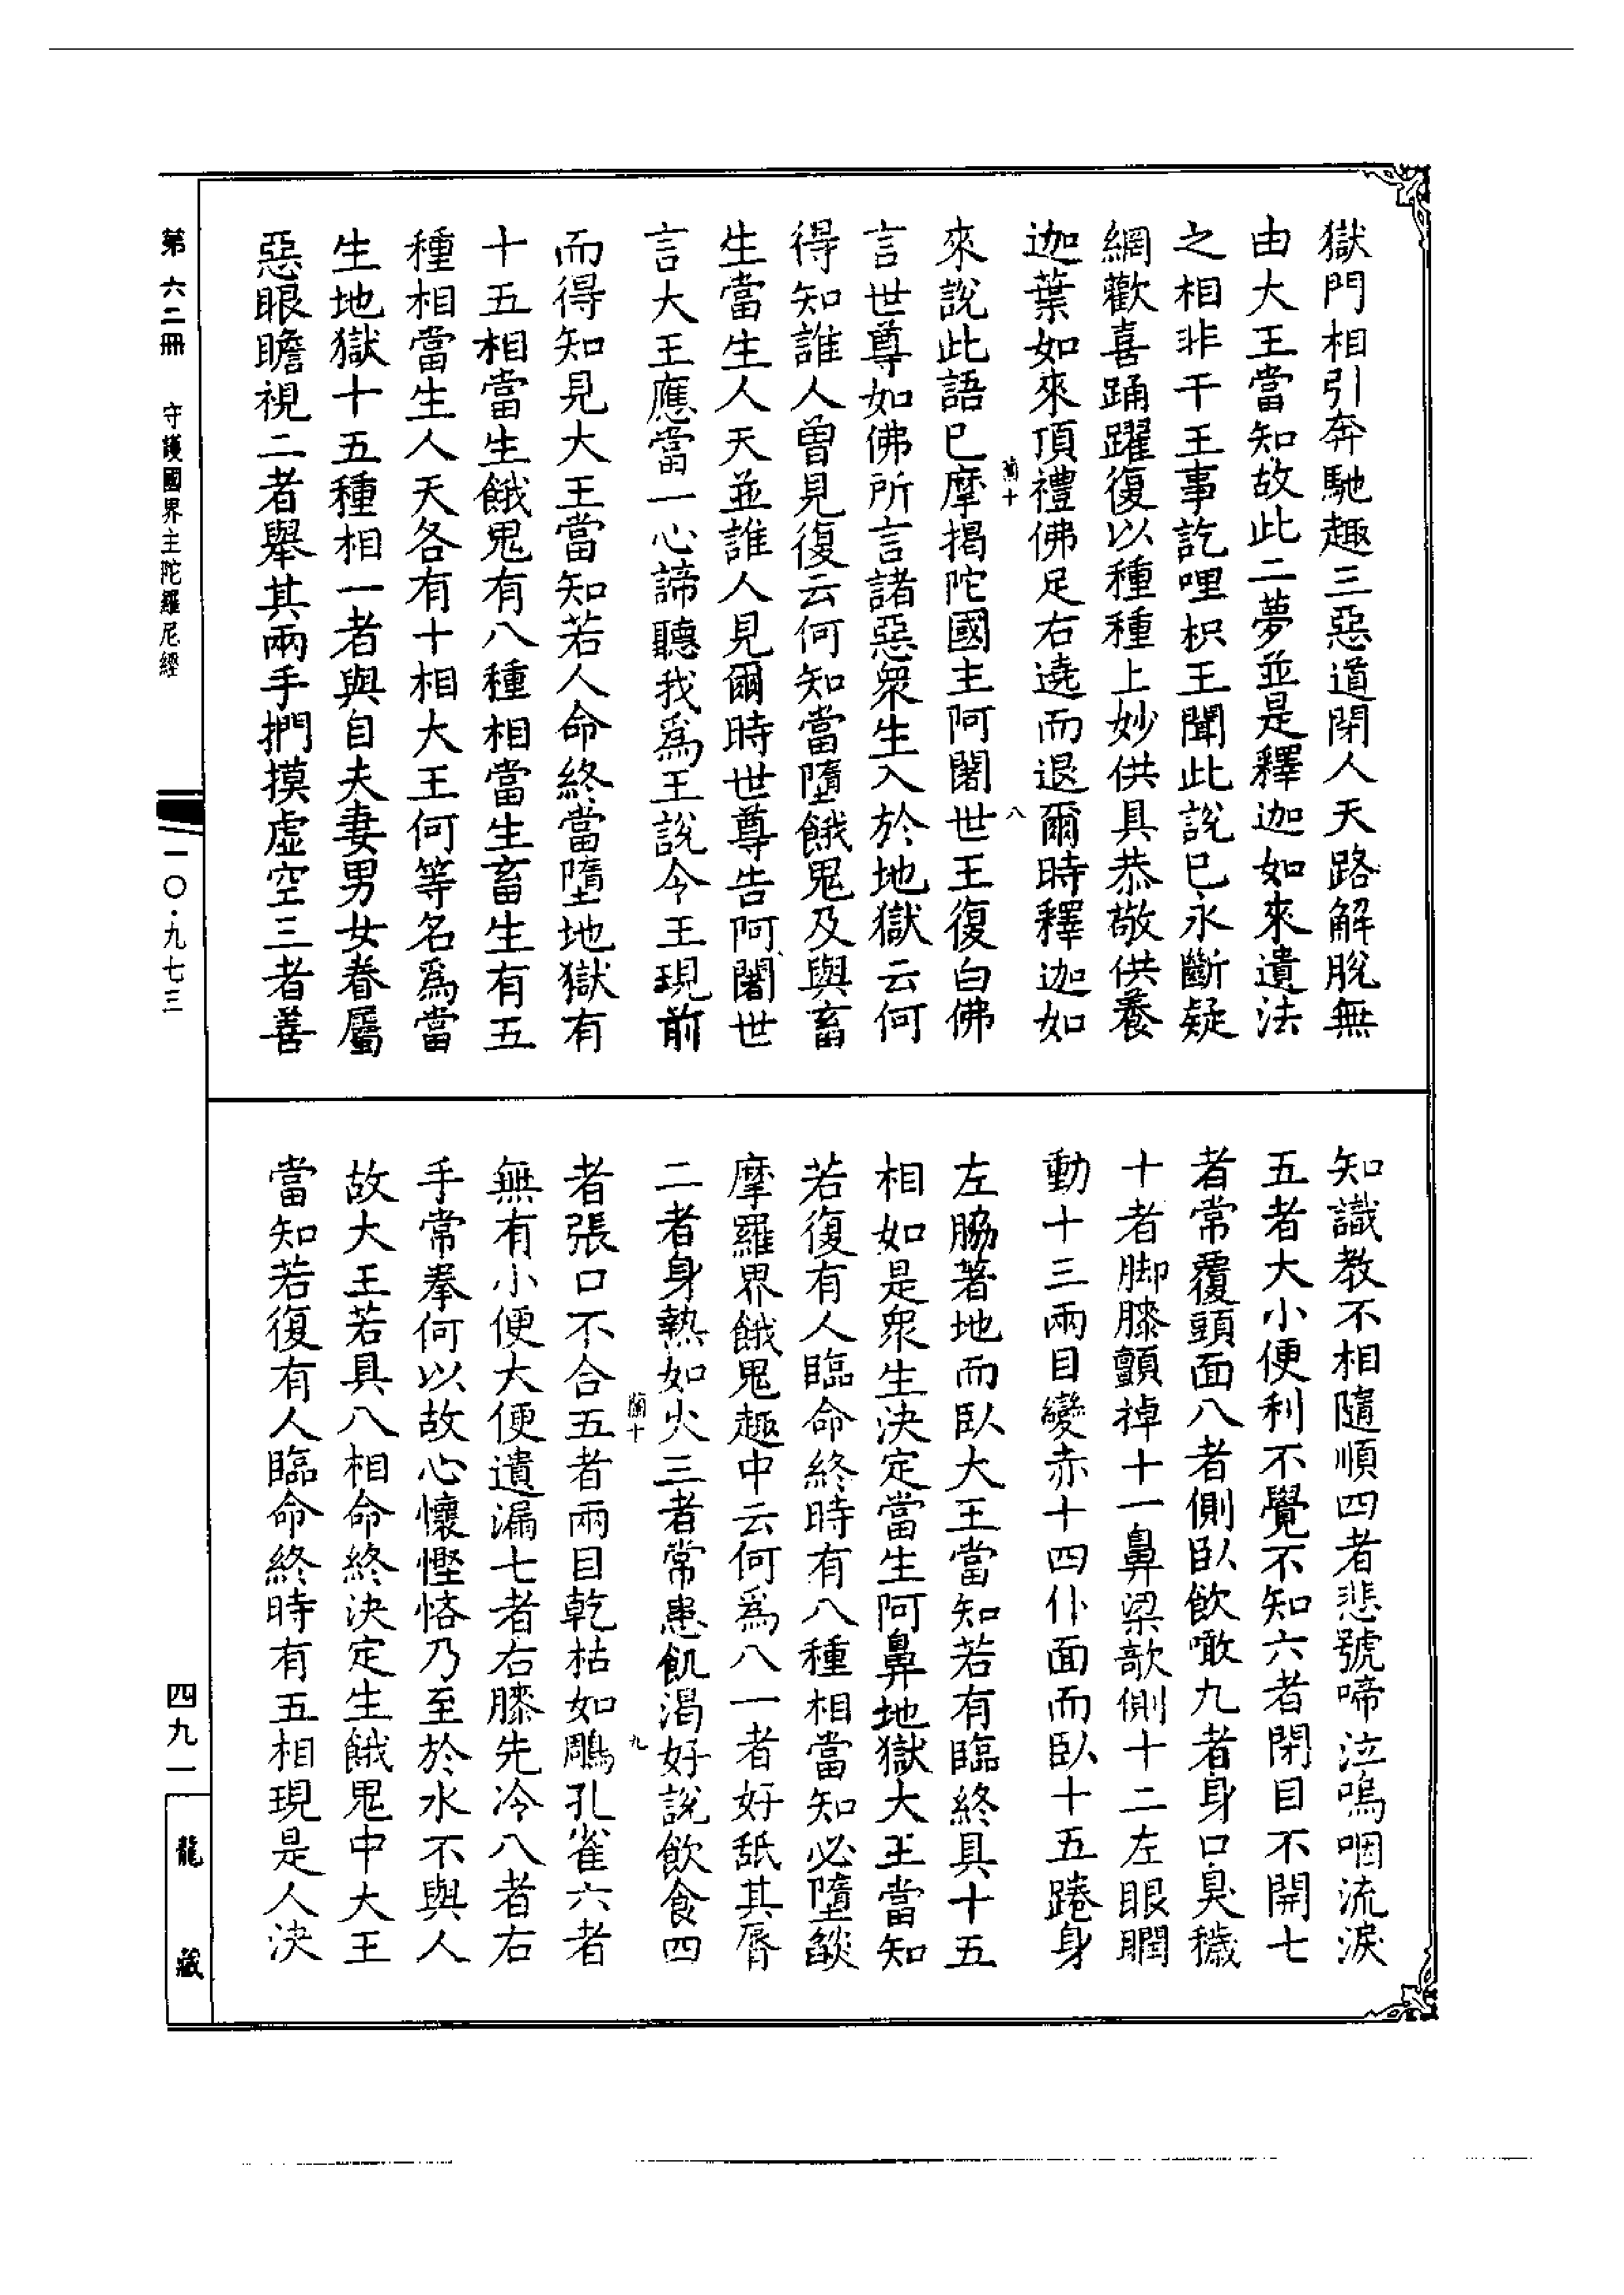 獄門相引奔馳趣三惡道閉人天路解脫無
由大王當知故此二夢並是釋迦如來遺法
之相非干王事訖哩枳王聞此說已永斷疑
網歡喜踊躍復以種種上妙供具恭敬供養
迦葉如來頂禮佛足右遶而退爾時釋迦如
蘭十 八
來說此語已摩揭陀國主阿闍世王復白佛
言世尊如佛所言諸惡眾生入於地獄云何
得知誰人曾見復云何知當墮餓鬼及與畜
生當生人天並誰人見爾時世尊告阿闍世
言大王應當一心諦聽我為王說今王現前
而得知見大王當知若人命終當墮地獄有
十五相當生餓鬼有八種相當生畜生有五
種相當生人天各有十相大王何等名為當
生地獄十五種相一者與自夫妻男女眷屬
惡眼瞻視二者舉其兩手捫摸虛空三者善
知識教不相隨順四者悲號啼泣嗚咽流淚
五者大小便利不覺不知六者閉目不開七
者常覆頭面八者側臥飲噉九者身口臭穢
十者脚膝顫掉十一鼻梁欹側十二左眼瞤
動十三兩目變赤十四仆面而臥十五踡身
左脇著地而臥大王當知若有臨終具十五
相如是眾生決定當生阿鼻地獄大王當知
若復有人臨命終時有八種相當知必墮燄
摩羅界餓鬼趣中云何為八一者好舐其脣
二者身熱如火三者常患飢渴好說飲食四
蘭十 九
者張口不合五者兩目乾枯如鵰孔雀六者
無有小便大便遺漏七者右膝先冷八者右
手常拳何以故心懷慳悋乃至於水不與人
故大王若具八相命終決定生餓鬼中大王
當知若復有人臨命終時有五相現是人決
第六二冊 守護國界主陀羅尼經
一〇·九七三
四九一
龍藏